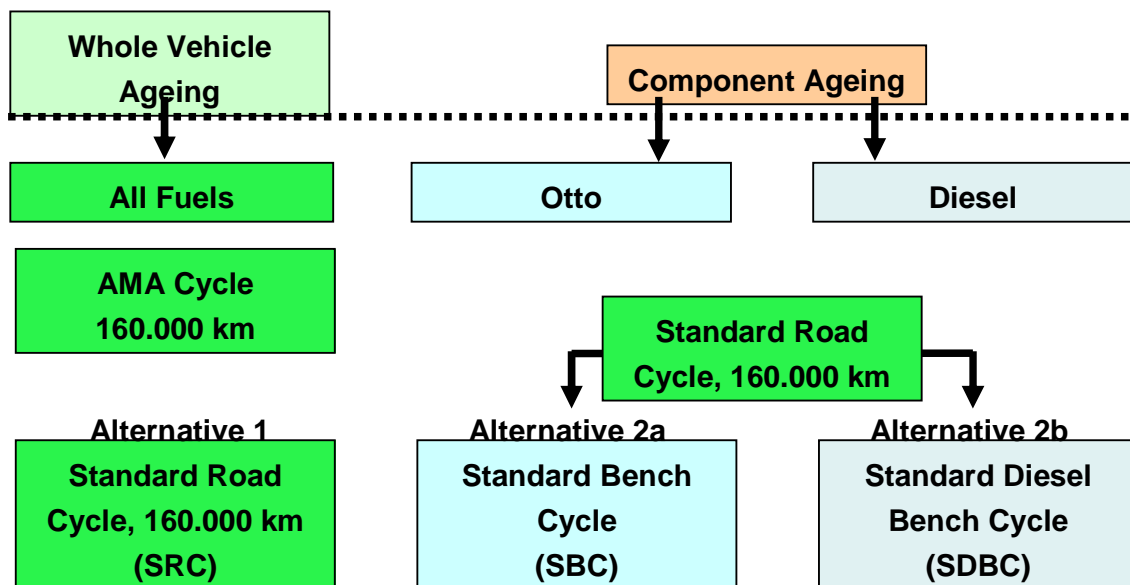 Whole Vehicle
Ageing
Component Ageing
All Fuels
Otto
Diesel
AMA Cycle
160.000 km
Standard Road
Cycle, 160.000 km
Alternative 1
Standard Road
Cycle, 160.000 km
(SRC)
Alternative 2a
Standard Bench
Cycle
(SBC)
Alternative 2b
Standard Diesel
Bench Cycle
(SDBC)